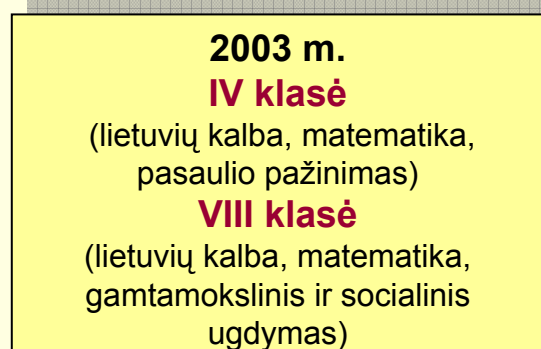 2003 m.
IV klasė
(lietuvių kalba, matematika,
pasaulio pažinimas)
VIII klasė
(lietuvių kalba, matematika,
gamtamokslinis ir socialinis
ugdymas)